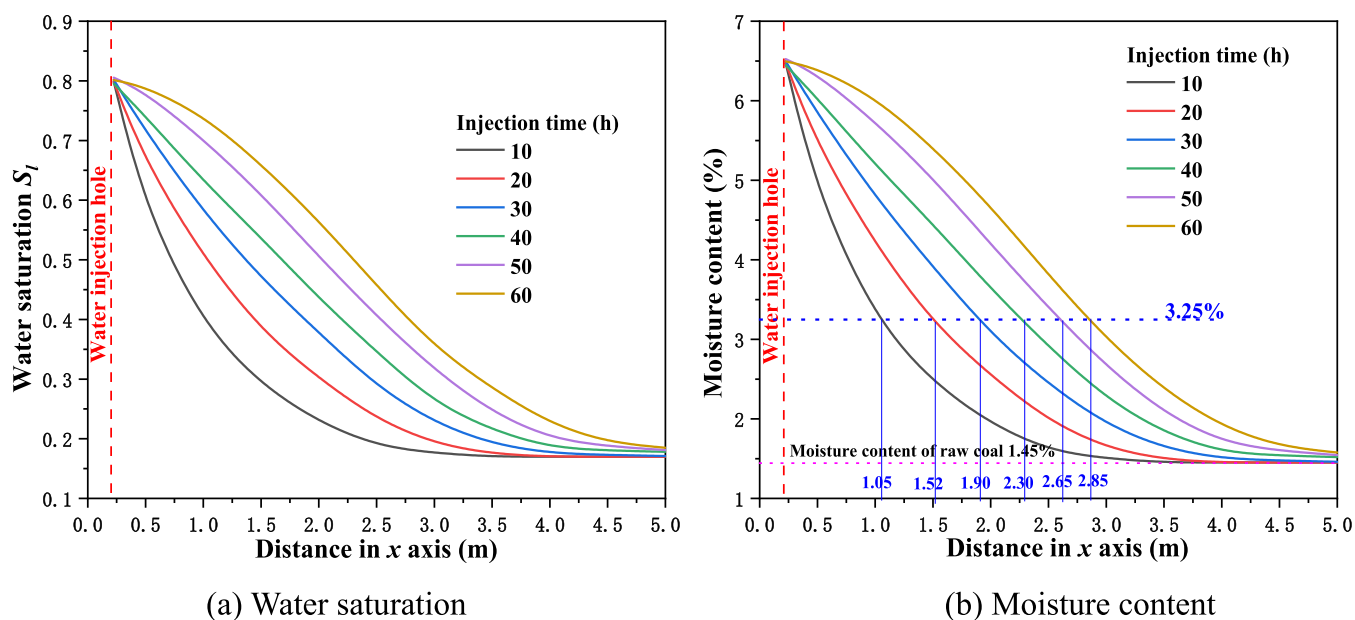 0.9
0.8
0.7
0.6
0.5
0.4
0.3
0.2
0.1
Water saturation Sl
Water injection hole
Injection time (h)
10
20
30
40
50
60
0.0 0.5 1.0 1.5 2.0 2.5 3.0 3.5 4.0 4.5 5.0
Distance in x axis (m)
(a) Water saturation
7
6
5
4
3
2
1
Moisture content (%)
Water injection hole
Injection time (h)
10
20
30
40
50
60
3.25%
Moisture content of raw coal 1.45%
1.05 1.52 1.90 2.30 2.65 2.85
0.0 0.5 1.0 1.5 2.0 2.5 3.0 3.5 4.0 4.5 5.0
Distance in x axis (m)
(b) Moisture content